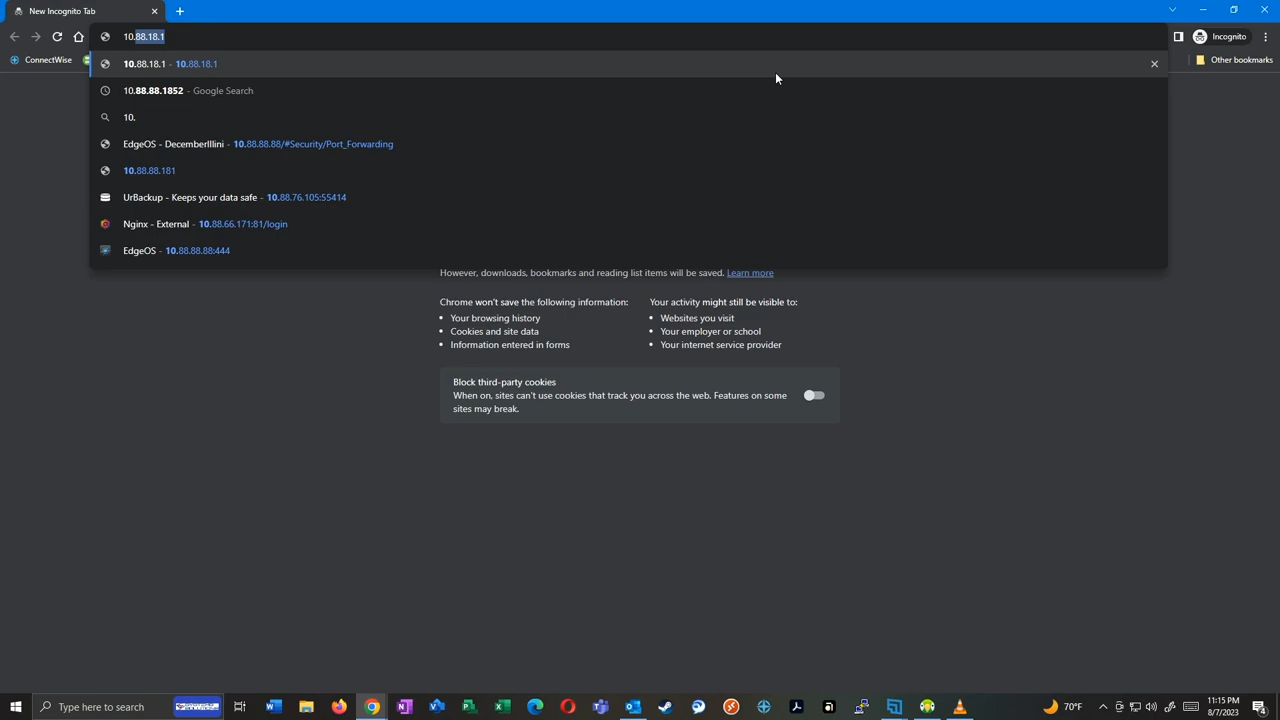 New Incognito Tab
10.88.18.1
Incognito
ConnectWise
Other bookmarks
10.88.18.1 - 10.88.18.1
10.88.88.1852 - Google Search
10.
EdgeOS - DecemberIllini - 10.88.88.88/#Security/Port_Forwarding
10.88.88.181
UrBackup - Keeps your data safe - 10.88.76.105:55414
Nginx - External - 10.88.66.171:81/login
EdgeOS - 10.88.88.88:444
However, downloads, bookmarks and reading list items will be saved. Learn more
Chrome won't save the following information:
• Your browsing history
• Cookies and site data
• Information entered in forms
Your activity might still be visible to:
• Websites you visit
• Your employer or school
• Your internet service provider
Block third-party cookies
When on, sites can't use cookies that track you across the web. Features on some
sites may break.
Type here to search
70°F
11:15 PM
8/7/2023